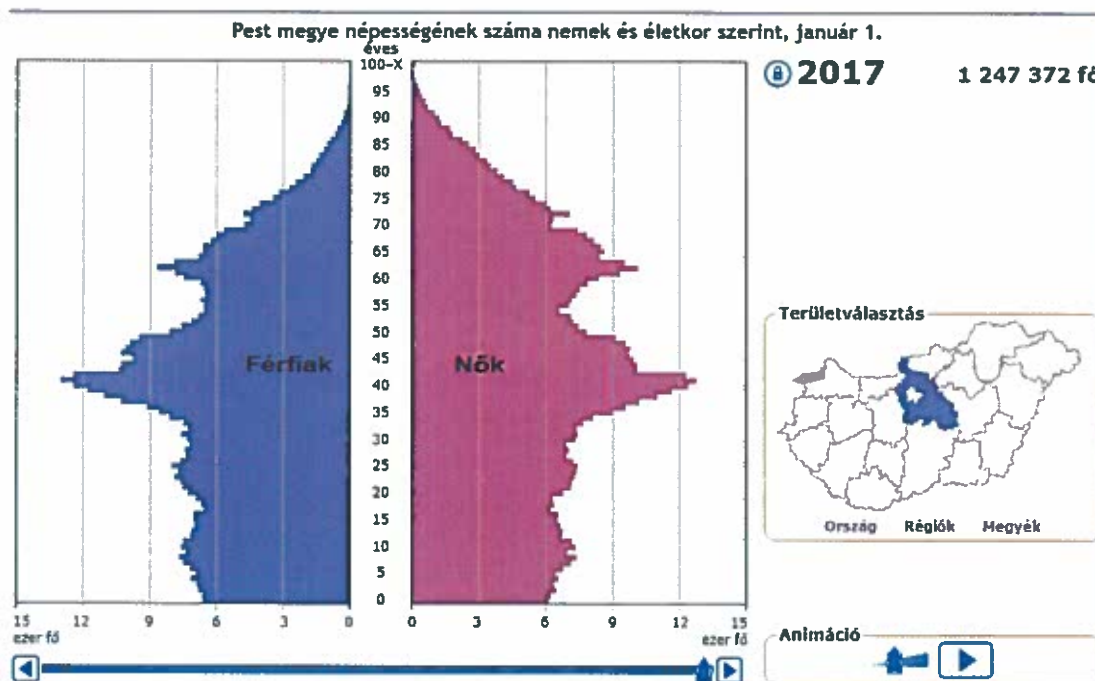 Pest megye népességének száma nemek és életkor szerint, január 1.
éves
100-X
95
90
85
80
75
70
65
60
55
50
45
40
35
30
25
20
15
10
5
0
Férfiak
Nők
15 12 9 6 3 0
ezer fő
0 3 6 9 12 15
ezer fő
2017 1 247 372 fő
Területválasztás
Ország Régiók Megyék
Animáció